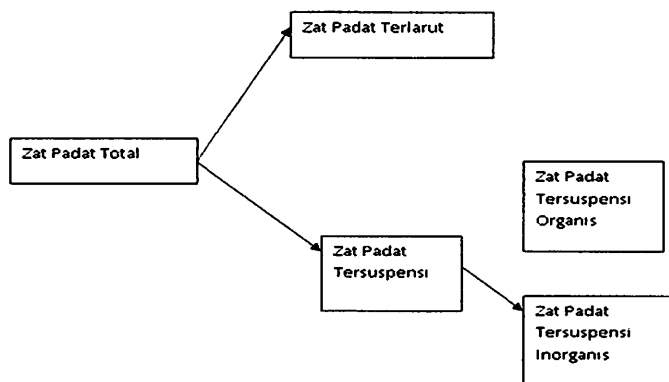 Zat Padat Terlarut
Zat Padat Total
Zat Padat
Tersuspensi
Organis
Zat Padat
Tersuspensi
Zat Padat
Tersuspensi
Inorganis